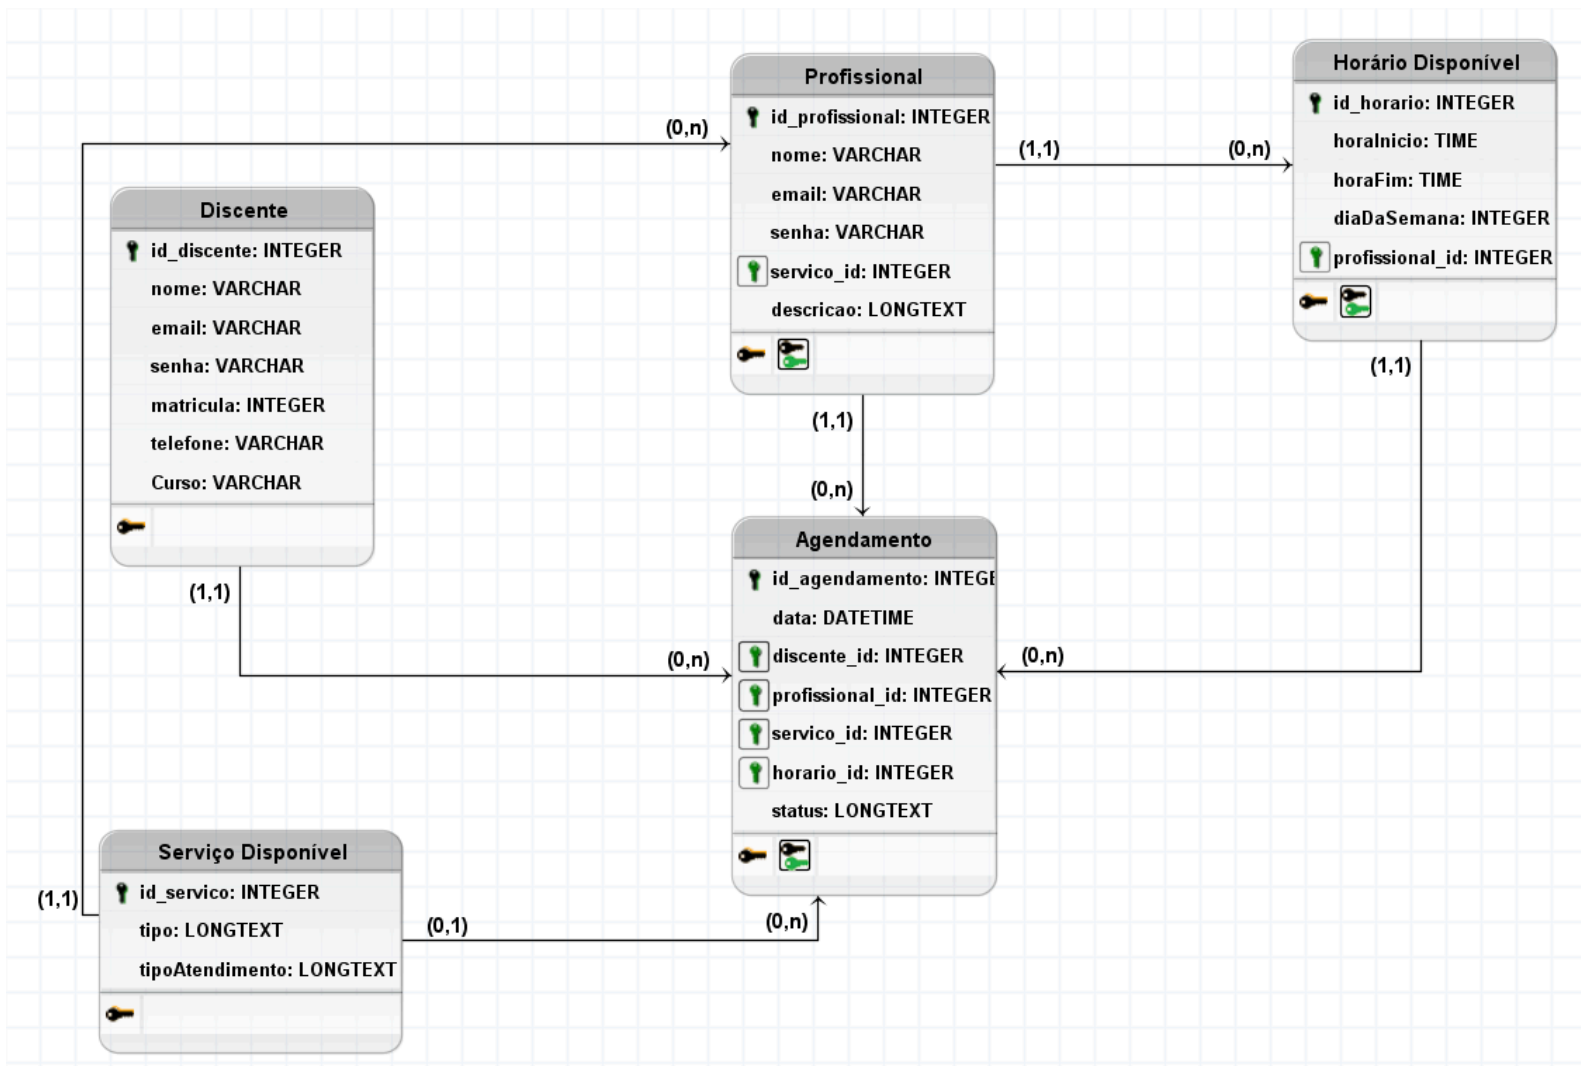 Profissional
id_profissional: INTEGER
nome: VARCHAR
email: VARCHAR
senha: VARCHAR
servico_id: INTEGER
descricao: LONGTEXT
Horário Disponível
id_horario: INTEGER
horaInicio: TIME
horaFim: TIME
diaDaSemana: INTEGER
profissional_id: INTEGER
(0,n)
(1,1)
(0,n)
Discente
id_discente: INTEGER
nome: VARCHAR
email: VARCHAR
senha: VARCHAR
matricula: INTEGER
telefone: VARCHAR
Curso: VARCHAR
(1,1)
(1,1)
(0,n)
(1,1)
(0,n)
(0,n)
Agendamento
id_agendamento: INTEGE
data: DATETIME
discente_id: INTEGER
profissional_id: INTEGER
servico_id: INTEGER
horario_id: INTEGER
status: LONGTEXT
Serviço Disponível
id_servico: INTEGER
tipo: LONGTEXT
tipoAtendimento: LONGTEXT
(1,1)
(0,1)
(0,n)